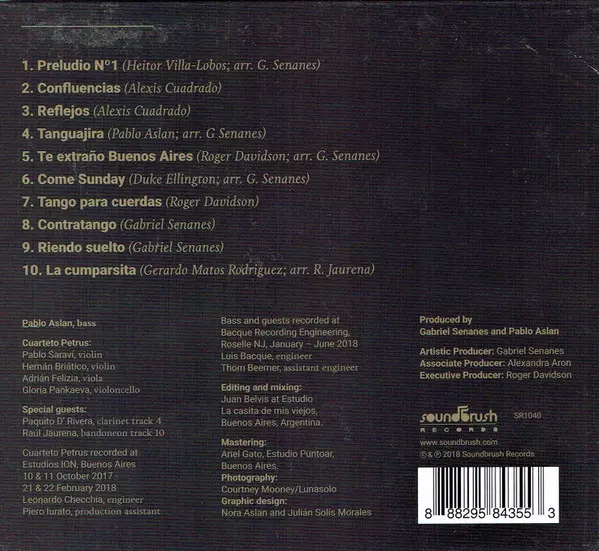 1. Preludio Nº1 (Heitor Villa-Lobos; arr. G. Senanes)
2. Confluencias (Alexis Cuadrado)
3. Reflejos (Alexis Cuadrado)
4. Tanguajira (Pablo Aslan; arr. G Senanes)
5. Te extraño Buenos Aires (Roger Davidson; arr. G. Senanes)
6. Come Sunday (Duke Ellington; arr. G. Senanes)
7. Tango para cuerdas (Roger Davidson)
8. Contratango (Gabriel Senanes)
9. Riendo suelto (Gabriel Senanes)
10. La cumparsita (Gerardo Matos Rodriguez; arr. R. Jaurena)
Pablo Aslan, bass
Cuarteto Petrus:
Pablo Saraví, violin
Hernán Briático, violin
Adrián Felizia, viola
Gloria Pankaeva, violoncello
Special guests:
Paquito D' Rivera, clarinet track 4
Raúl Jaurena, bandoneon track 10
Cuarteto Petrus recorded at
Estudios ION, Buenos Aires
10 & 11 October 2017 -
21 & 22 February 2018
Leonardo Checchia, engineer
Piero Iurato, production assistant
Bass and guests recorded at
Bacque Recording Engineering,
Roselle NJ, January – June 2018
Luis Bacque, engineer
Thom Beemer, assistant engineer
Editing and mixing:
Juan Belvis at Estudio
La casita de mis viejos,
Buenos Aires, Argentina.
Mastering:
Ariel Gato, Estudio Puntoar,
Buenos Aires.
Photography:
Courtney Mooney/Lunasolo
Graphic design:
Nora Aslan and Julián Solís Morales
Produced by
Gabriel Senanes and Pablo Aslan
Artistic Producer: Gabriel Senanes
Associate Producer: Alexandra Aron
Executive Producer: Roger Davidson
soundbrush
RECORDS
SR1040
www.soundbrush.com
© & ℗ 2018 Soundbrush Records
8 88295 84355 3